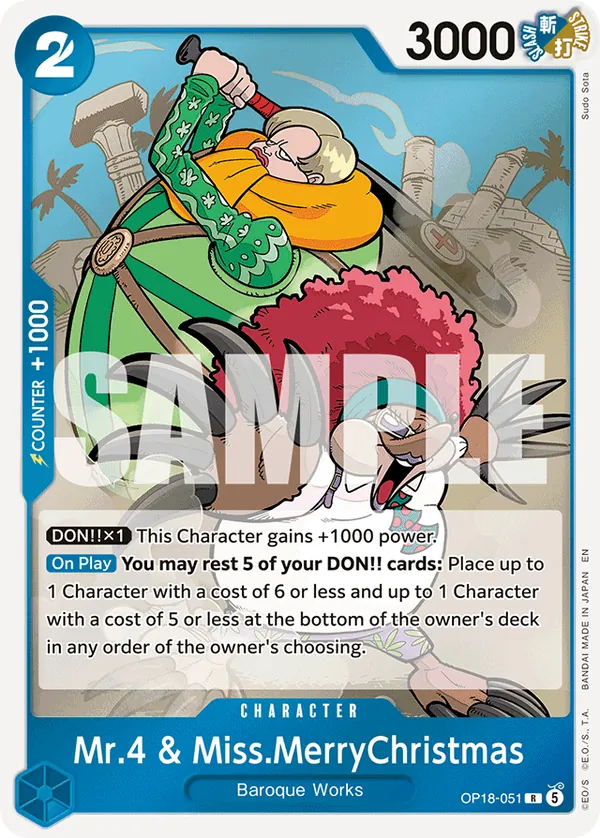 2
3000
斬
打
SLASH
STRIKE
Sudo Sota
COUNTER +1000
SAMPLE
DON!!×1 This Character gains +1000 power.
On Play You may rest 5 of your DON!! cards: Place up to
1 Character with a cost of 6 or less and up to 1 Character
with a cost of 5 or less at the bottom of the owner's deck
in any order of the owner's choosing.
CHARACTER
Mr.4 & Miss.MerryChristmas
Baroque Works
OP18-051 R 5
©EO/S ©E.O./S., T.A. BANDAI MADE IN JAPAN EN
4